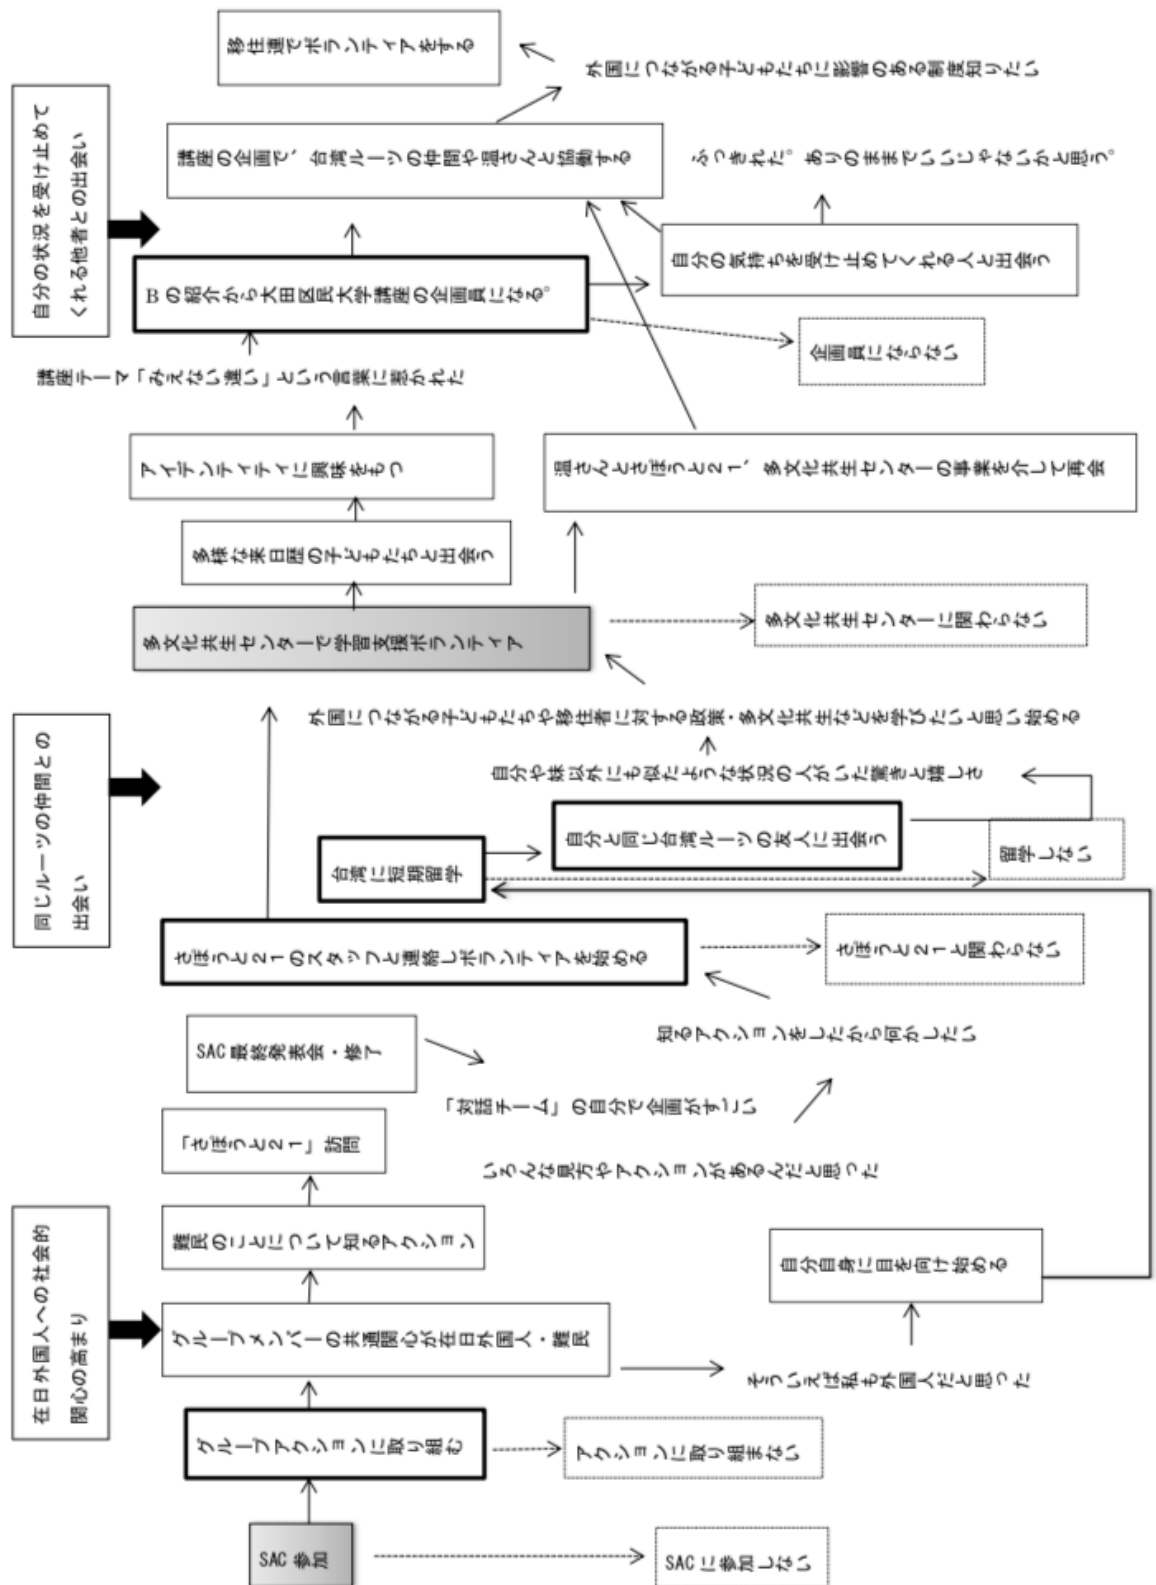 在日外国人への社会的
関心の高まり
同じルーツの仲間との
出会い
自分の状況を受け止めて
くれる他者との出会い
SAC 参加
SAC に参加しない
グループアクションに取り組む
アクションに取り組まない
グループメンバーの共通関心が在日外国人・難民
そういえば私も外国人だと思った
自分自身に目を向け始める
難民のことについて知るアクション
「さぽうと２１」訪問
SAC 最終発表会・修了
「対話チーム」の自分で企画がすごい
いろんな見方やアクションがあるんだと思った
知るアクションをしたから何かしたい
さぽうと２１のスタッフと連絡しボランティアを始める
さぽうと２１と関わらない
台湾に短期留学
留学しない
自分と同じ台湾ルーツの友人に出会う
自分や妹以外にも似たような状況の人がいた驚きと嬉しさ
外国につながる子どもたちや移住者に対する政策・多文化共生などを学びたいと思い始める
多文化共生センターで学習支援ボランティア
多文化共生センターに関わらない
多様な来日歴の子どもたちと出会う
アイデンティティに興味をもつ
温さんとさぽうと２１、多文化共生センターの事業を介して再会
講座テーマ「みえない違い」という言葉に惹かれた
B の紹介から大田区民大学講座の企画員になる。
企画員にならない
自分の気持ちを受け止めてくれる人と出会う
ふっきれた。ありのままでいいじゃないかと思う。
講座の企画で、台湾ルーツの仲間や温さんと協働する
外国につながる子どもたちに影響のある制度知りたい
移住連でボランティアをする